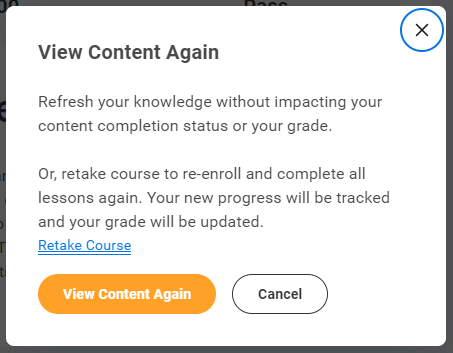 Pass
View Content Again
Refresh your knowledge without impacting your
content completion status or your grade.
Or, retake course to re-enroll and complete all
lessons again. Your new progress will be tracked
and your grade will be updated.
Retake Course
View Content Again
Cancel